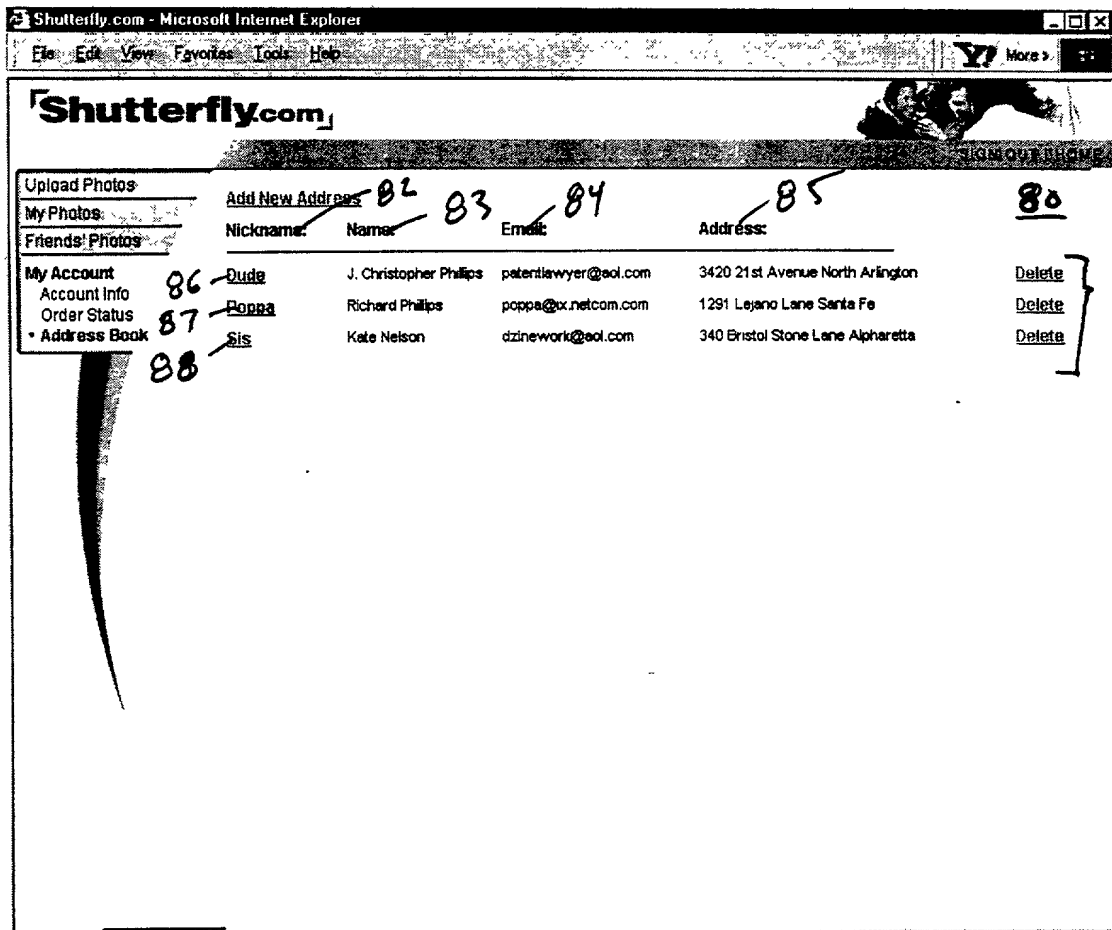 Shutterfly.com - Microsoft Internet Explorer
File Edit View Favorites Tools Help
Y! More »
Shutterfly.com
SIGN OUT HOME
Upload Photos
My Photos
Friends' Photos
My Account
Account Info
Order Status
• Address Book
Add New Address 82 83 84 85 80
Nickname: Name: Email: Address:
86 Dude J. Christopher Phillips patentlawyer@aol.com 3420 21st Avenue North Arlington Delete
87 Poppa Richard Phillips poppa@ix.netcom.com 1291 Lejano Lane Santa Fe Delete
88 Sis Kate Nelson dzinework@aol.com 340 Bristol Stone Lane Alpharetta Delete